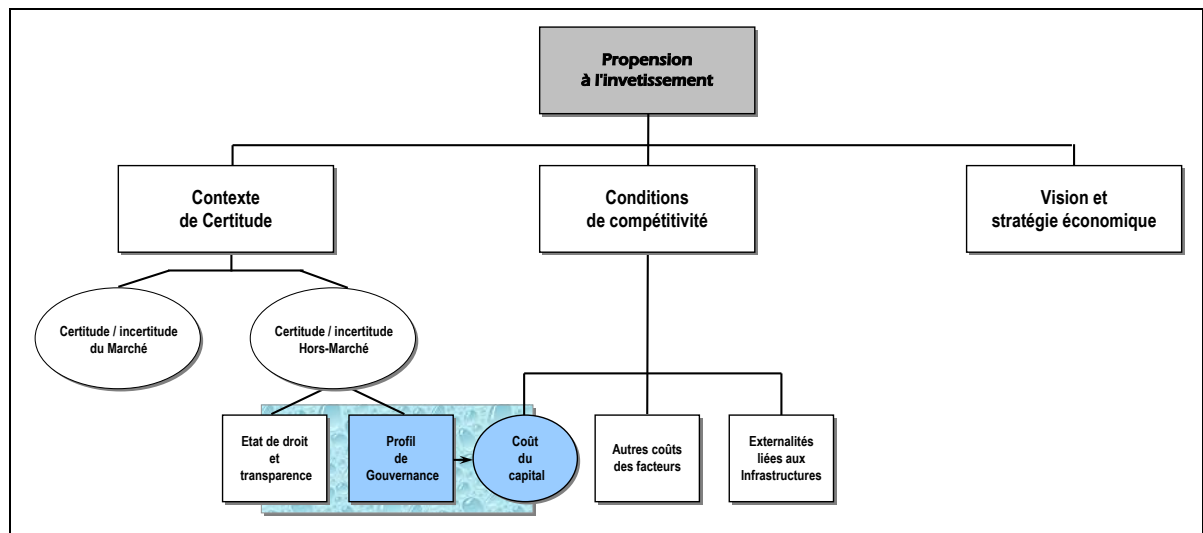 Propension
à l'invetissement
Contexte
de Certitude
Conditions
de compétitivité
Vision et
stratégie économique
Certitude / incertitude
du Marché
Certitude / incertitude
Hors-Marché
Etat de droit
et
transparence
Profil
de
Gouvernance
Coût
du
capital
Autres coûts
des facteurs
Externalités
liées aux
Infrastructures